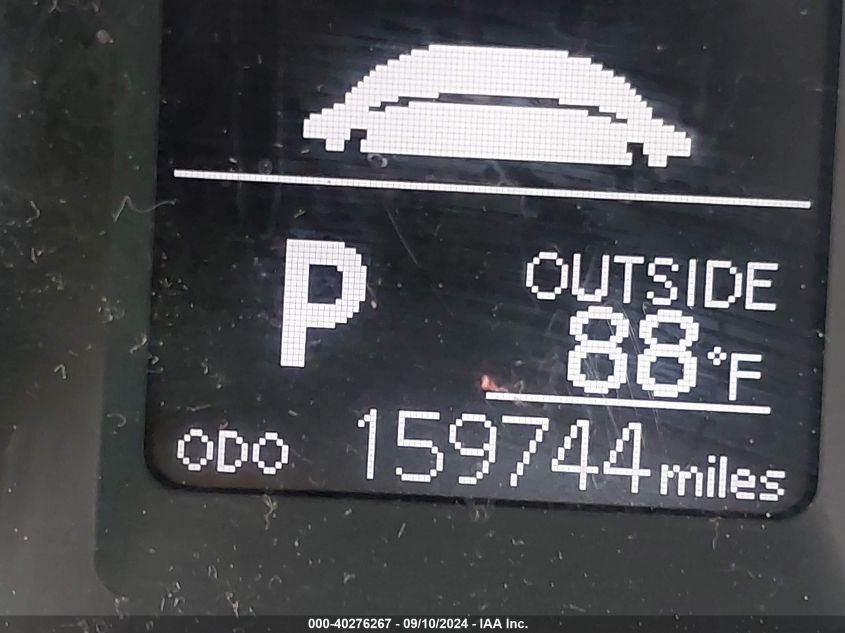 P
OUTSIDE
88°F
ODO 159744 miles
000-40276267 - 09/10/2024 - IAA Inc.